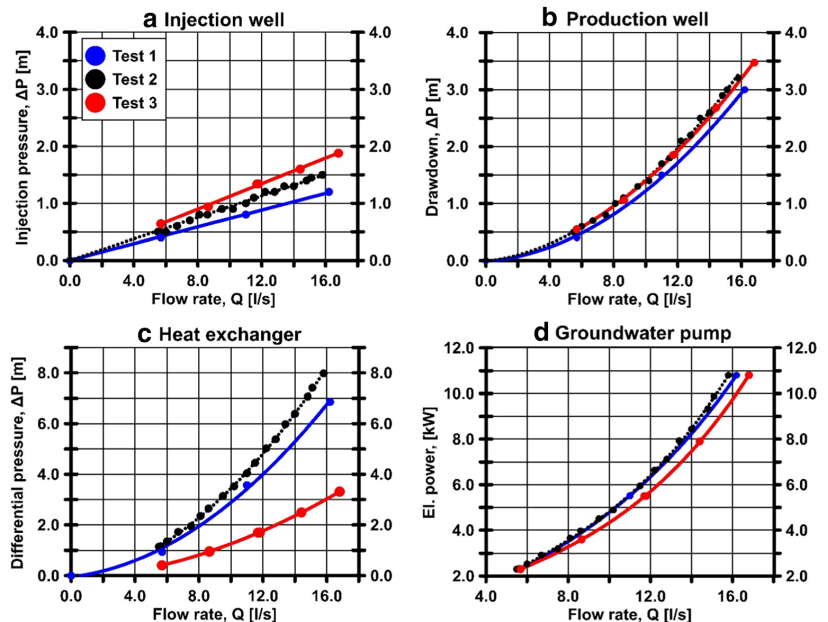 a Injection well
b Production well
4.0 4.0 4.0 4.0
Test 1
Test 2
Test 3
3.0 3.0 3.0 3.0
2.0 2.0 2.0 2.0
1.0 1.0 1.0 1.0
0.0 0.0 0.0 0.0
Injection pressure, ΔP [m]
Drawdown, ΔP [m]
0.0 4.0 8.0 12.0 16.0
0.0 4.0 8.0 12.0 16.0
Flow rate, Q [l/s]
Flow rate, Q [l/s]
c Heat exchanger
d Groundwater pump
8.0 8.0
6.0 6.0
4.0 4.0
2.0 2.0
0.0 0.0
12.0 12.0
10.0 10.0
8.0 8.0
6.0 6.0
4.0 4.0
2.0 2.0
Differential pressure, ΔP [m]
El. power, [kW]
0.0 4.0 8.0 12.0 16.0
4.0 8.0 12.0 16.0
Flow rate, Q [l/s]
Flow rate, Q [l/s]